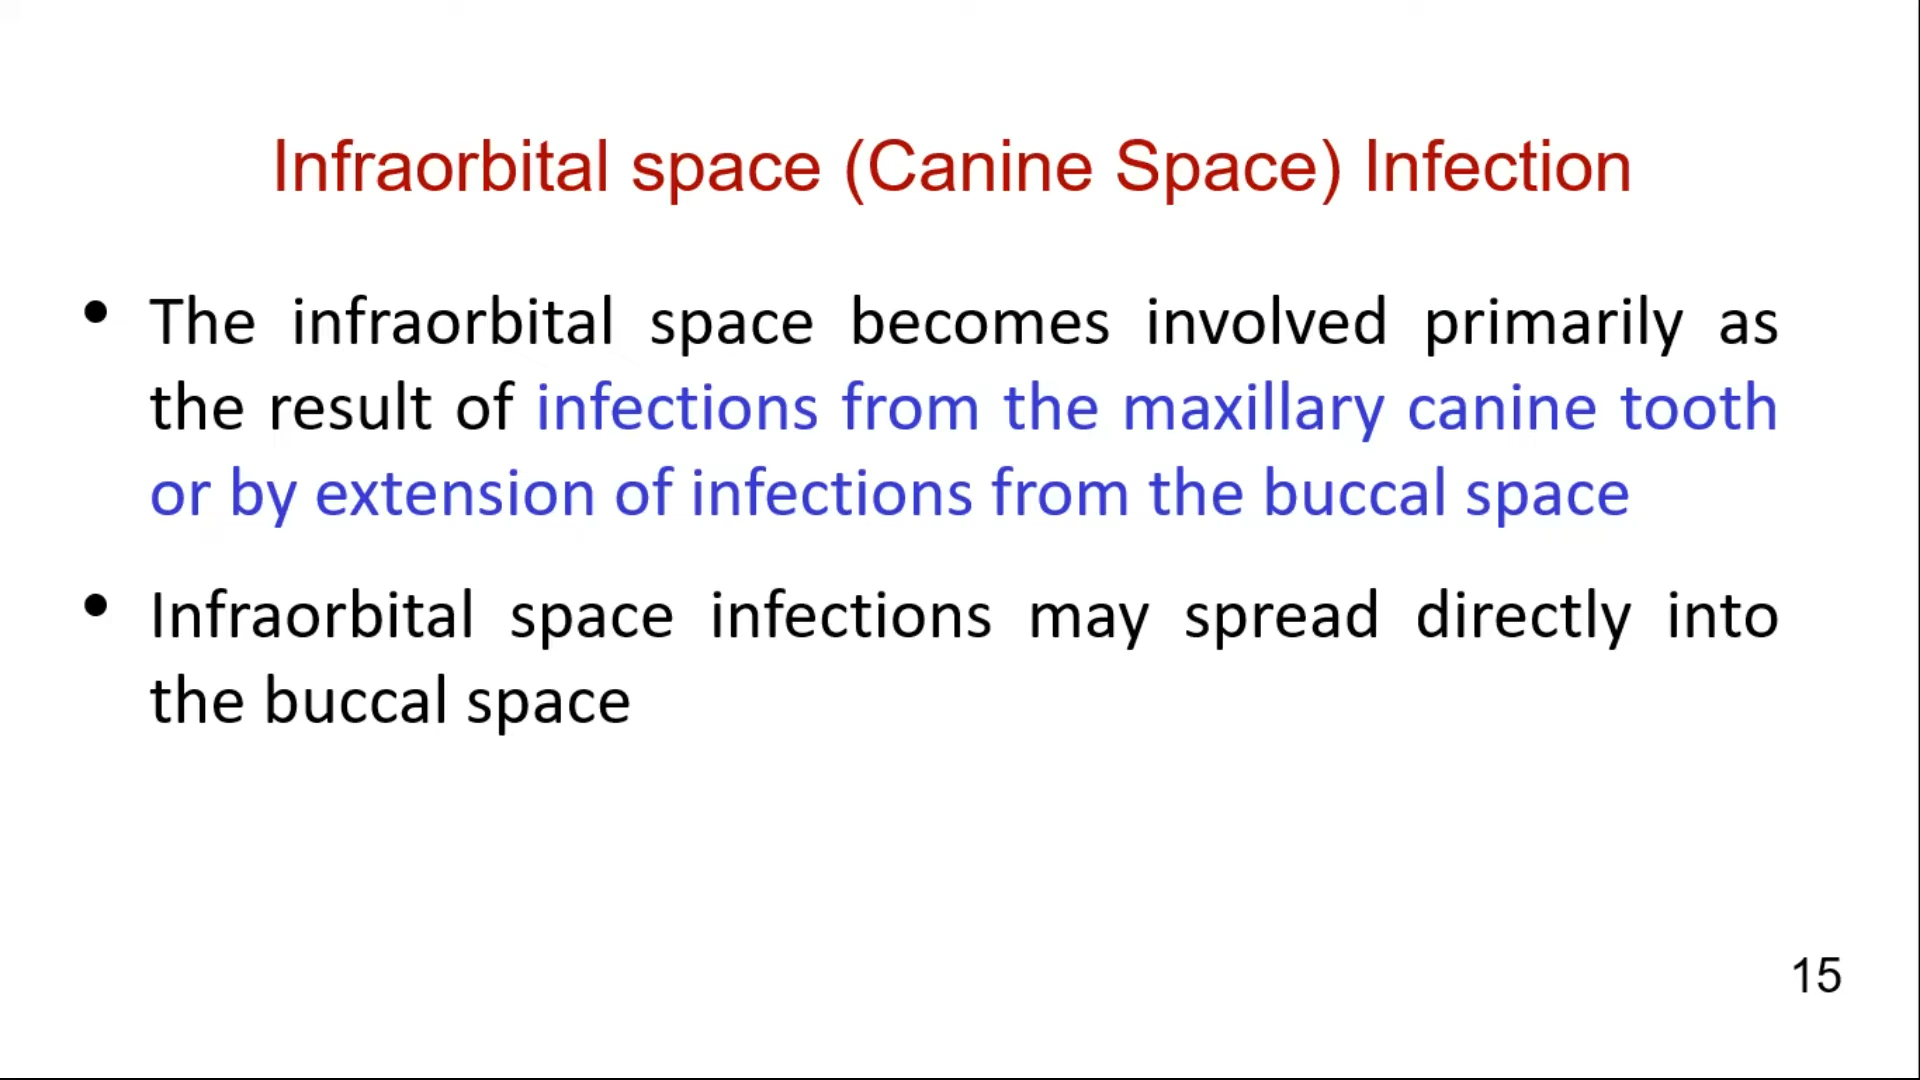 Infraorbital space (Canine Space) Infection
• The infraorbital space becomes involved primarily as
the result of infections from the maxillary canine tooth
or by extension of infections from the buccal space
• Infraorbital space infections may spread directly into
the buccal space
15